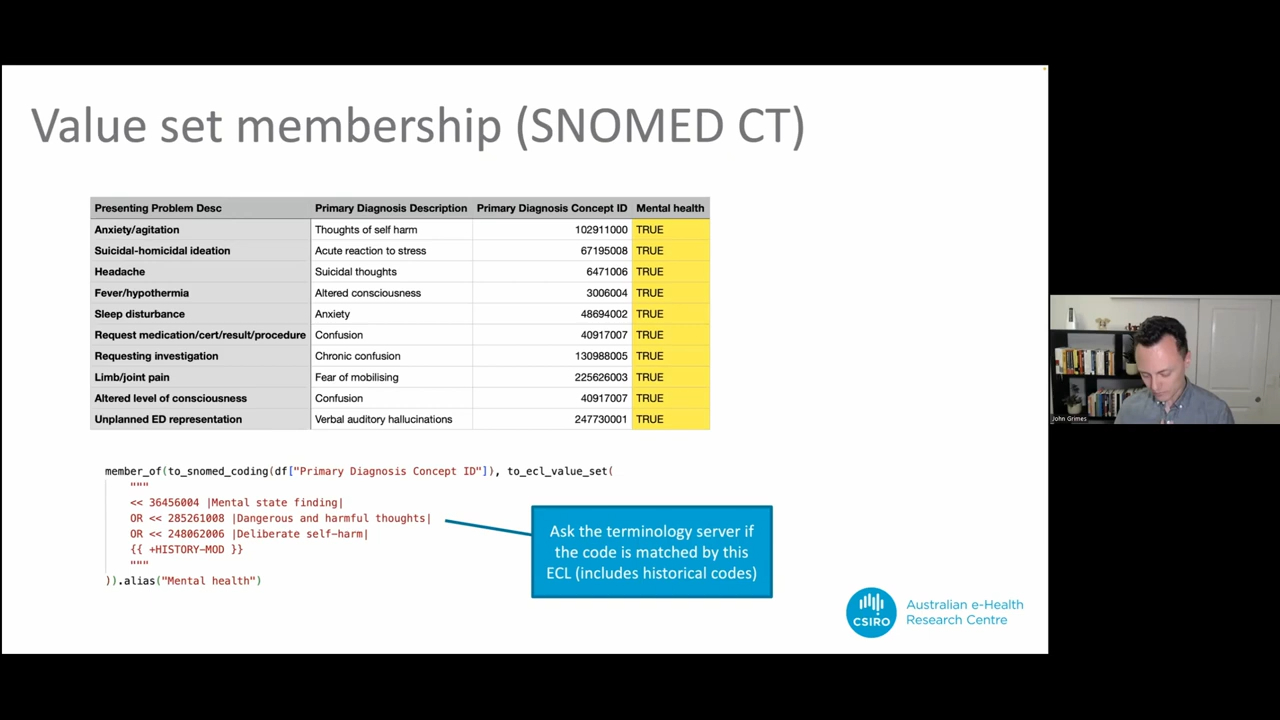 Value set membership (SNOMED CT)
Presenting Problem Desc Primary Diagnosis Description Primary Diagnosis Concept ID Mental health
Anxiety/agitation Thoughts of self harm 102911000 TRUE
Suicidal-homicidal ideation Acute reaction to stress 67195008 TRUE
Headache Suicidal thoughts 6471006 TRUE
Fever/hypothermia Altered consciousness 3006004 TRUE
Sleep disturbance Anxiety 48694002 TRUE
Request medication/cert/result/procedure Confusion 40917007 TRUE
Requesting investigation Chronic confusion 130988005 TRUE
Limb/joint pain Fear of mobilising 225626003 TRUE
Altered level of consciousness Confusion 40917007 TRUE
Unplanned ED representation Verbal auditory hallucinations 247730001 TRUE
member_of(to_snomed_coding(df["Primary Diagnosis Concept ID"]), to_ecl_value_set(
"""
<< 36456004 |Mental state finding|
OR << 285261008 |Dangerous and harmful thoughts|
OR << 248062006 |Deliberate self-harm|
{{ +HISTORY-MOD }}
"""
)).alias("Mental health")
Ask the terminology server if
the code is matched by this
ECL (includes historical codes)
CSIRO
Australian e-Health
Research Centre
John Grimes